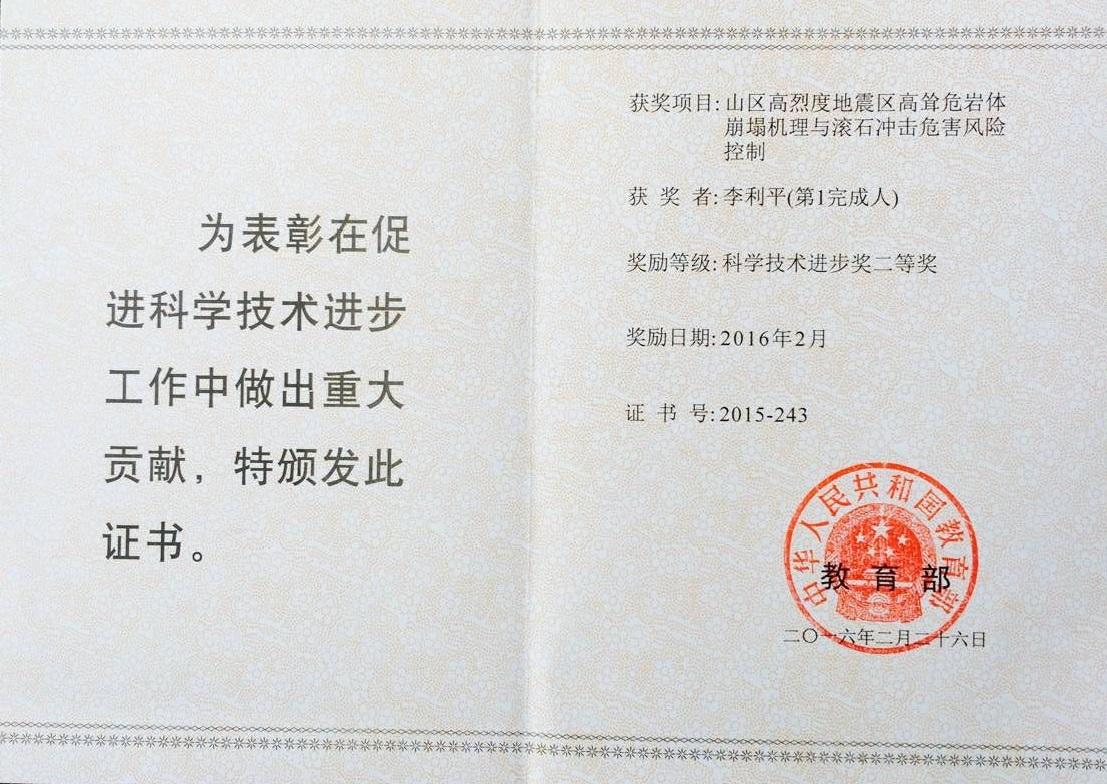 为表彰在促
进科学技术进步
工作中做出重大
贡献，特颁发此
证书。
获奖项目:山区高烈度地震区高耸危岩体
崩塌机理与滚石冲击危害风险
控制
获 奖 者:李利平(第1完成人)
奖励等级:科学技术进步奖二等奖
奖励日期:2016年2月
证 书 号:2015-243
中华人民共和国教育部
教 育 部
二〇一六年二月二十六日